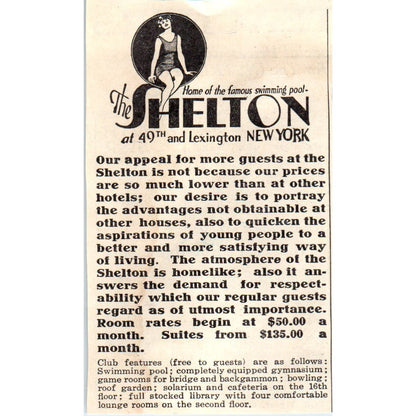 Home of the famous swimming pool-
The SHELTON
at 49TH and Lexington NEW YORK
Our appeal for more guests at the
Shelton is not because our prices
are so much lower than at other
hotels; our desire is to portray
the advantages not obtainable at
other houses, also to quicken the
aspirations of young people to a
better and more satisfying way
of living. The atmosphere of the
Shelton is homelike; also it an-
swers the demand for respect-
ability which our regular guests
regard as of utmost importance.
Room rates begin at $50.00 a
month. Suites from $135.00 a
month.
Club features (free to guests) are as follows:
Swimming pool; completely equipped gymnasium;
game rooms for bridge and backgammon; bowling;
roof garden; solarium and cafeteria on the 16th
floor; full stocked library with four comfortable
lounge rooms on the second floor.